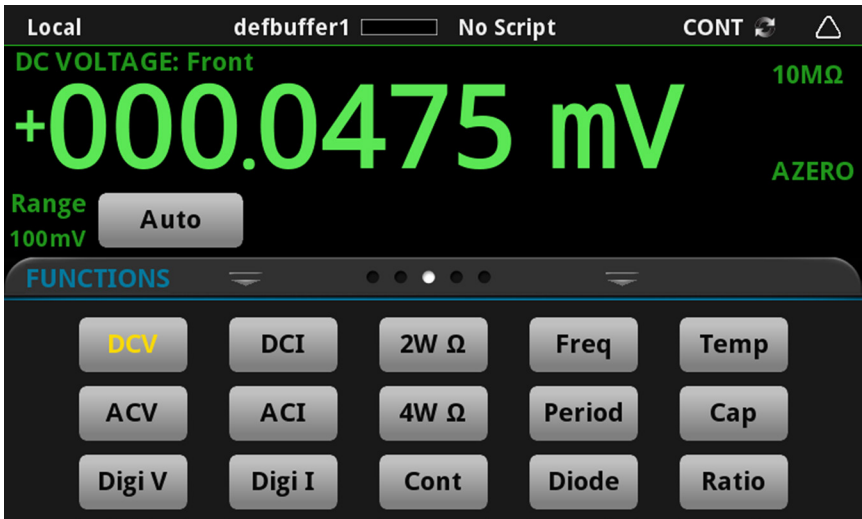 Local defbuffer1 No Script CONT
DC VOLTAGE: Front
10MΩ
+000.0475 mV
AZERO
Range
Auto
100mV
FUNCTIONS
DCV DCI 2W Ω Freq Temp
ACV ACI 4W Ω Period Cap
Digi V Digi I Cont Diode Ratio